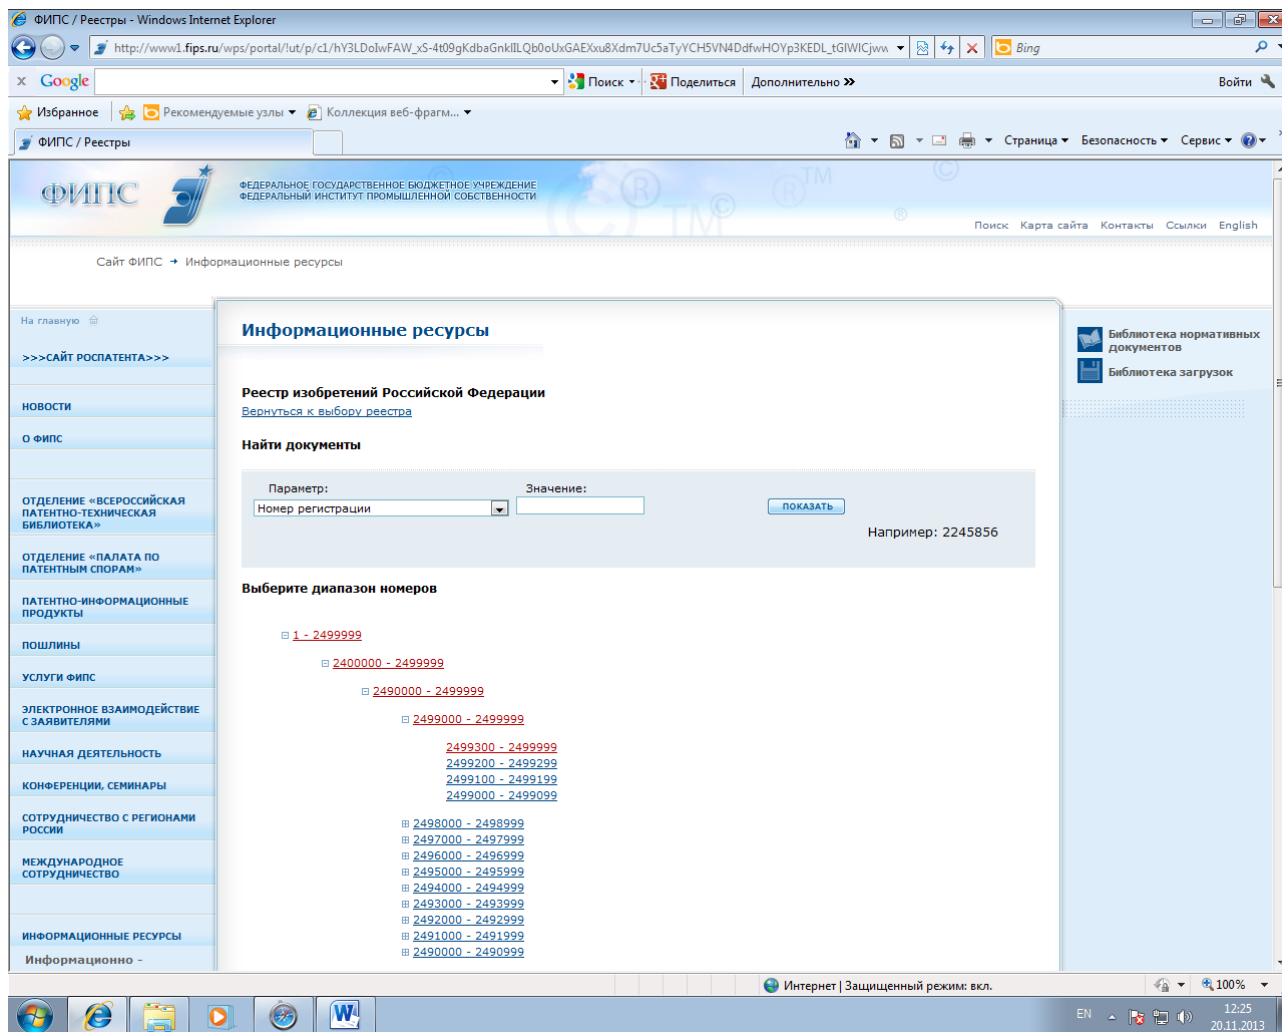 ФИПС / Реестры - Windows Internet Explorer
http://www1.fips.ru/wps/portal/!ut/p/c1/
Bing
x Google
Поиск
Поделиться
Дополнительно »
Войти
Избранное
Рекомендуемые узлы
Коллекция веб-фрагм...
ФИПС / Реестры
Страница
Безопасность
Сервис
ФИПС
ФЕДЕРАЛЬНОЕ ГОСУДАРСТВЕННОЕ БЮДЖЕТНОЕ УЧРЕЖДЕНИЕ
ФЕДЕРАЛЬНЫЙ ИНСТИТУТ ПРОМЫШЛЕННОЙ СОБСТВЕННОСТИ
Поиск Карта сайта Контакты Ссылки English
Сайт ФИПС → Информационные ресурсы
На главную
>>>САЙТ РОСПАТЕНТА>>>
НОВОСТИ
О ФИПС
ОТДЕЛЕНИЕ «ВСЕРОССИЙСКАЯ
ПАТЕНТНО-ТЕХНИЧЕСКАЯ
БИБЛИОТЕКА»
ОТДЕЛЕНИЕ «ПАЛАТА ПО
ПАТЕНТНЫМ СПОРАМ»
ПАТЕНТНО-ИНФОРМАЦИОННЫЕ
ПРОДУКТЫ
ПОШЛИНЫ
УСЛУГИ ФИПС
ЭЛЕКТРОННОЕ ВЗАИМОДЕЙСТВИЕ
С ЗАЯВИТЕЛЯМИ
НАУЧНАЯ ДЕЯТЕЛЬНОСТЬ
КОНФЕРЕНЦИИ, СЕМИНАРЫ
СОТРУДНИЧЕСТВО С РЕГИОНАМИ
РОССИИ
МЕЖДУНАРОДНОЕ
СОТРУДНИЧЕСТВО
ИНФОРМАЦИОННЫЕ РЕСУРСЫ
Информационно -
Информационные ресурсы
Реестр изобретений Российской Федерации
Вернуться к выбору реестра
Найти документы
Параметр:
Значение:
Номер регистрации
ПОКАЗАТЬ
Например: 2245856
Выберите диапазон номеров
1 - 2499999
2400000 - 2499999
2490000 - 2499999
2499000 - 2499999
2499300 - 2499999
2499200 - 2499299
2499100 - 2499199
2499000 - 2499099
2498000 - 2498999
2497000 - 2497999
2496000 - 2496999
2495000 - 2495999
2494000 - 2494999
2493000 - 2493999
2492000 - 2492999
2491000 - 2491999
2490000 - 2490999
Библиотека нормативных
документов
Библиотека загрузок
Интернет | Защищенный режим: вкл.
100%
EN
12:25
20.11.2013